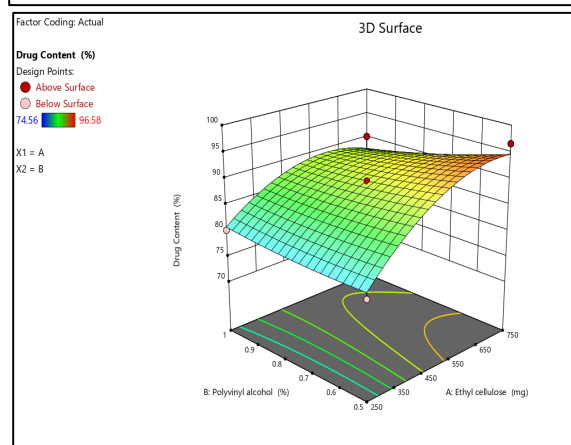 Factor Coding: Actual
3D Surface
Drug Content (%)
Design Points:
Above Surface
Below Surface
74.56 96.58
X1 = A
X2 = B
100
95
90
85
80
75
70
Drug Content (%)
1
0.9
0.8
0.7
0.6
0.5
B: Polyvinyl alcohol (%)
250
350
450
550
650
750
A: Ethyl cellulose (mg)